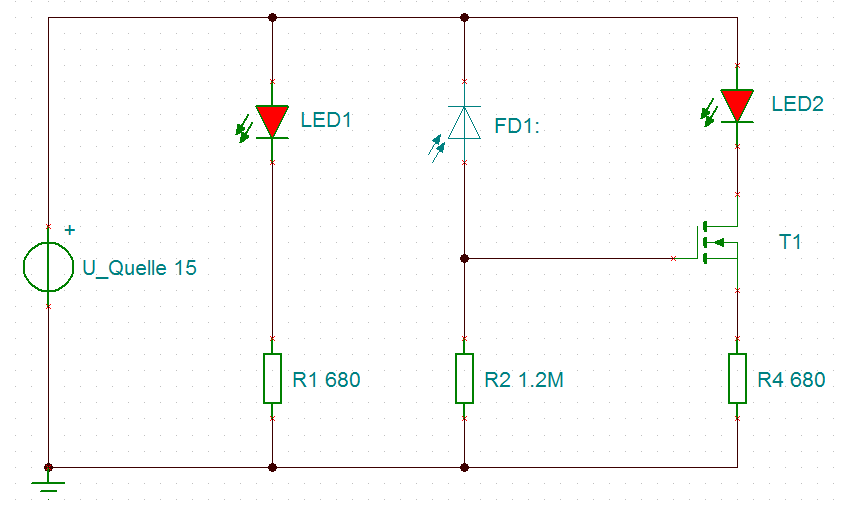 LED1
FD1:
LED2
+
U_Quelle 15
T1
R1 680
R2 1.2M
R4 680